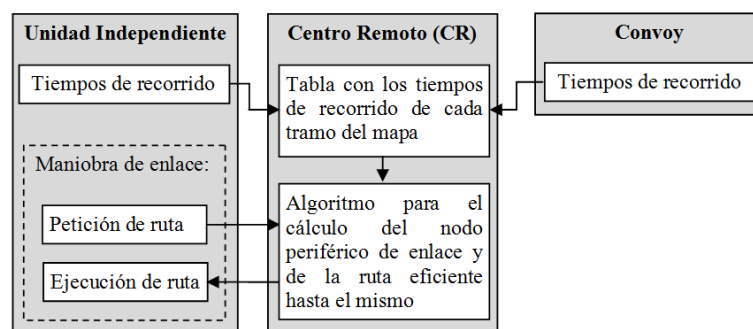 Unidad Independiente
Tiempos de recorrido
Maniobra de enlace:
Petición de ruta
Ejecución de ruta
Centro Remoto (CR)
Tabla con los tiempos
de recorrido de cada
tramo del mapa
Algoritmo para el
cálculo del nodo
periférico de enlace y
de la ruta eficiente
hasta el mismo
Convoy
Tiempos de recorrido